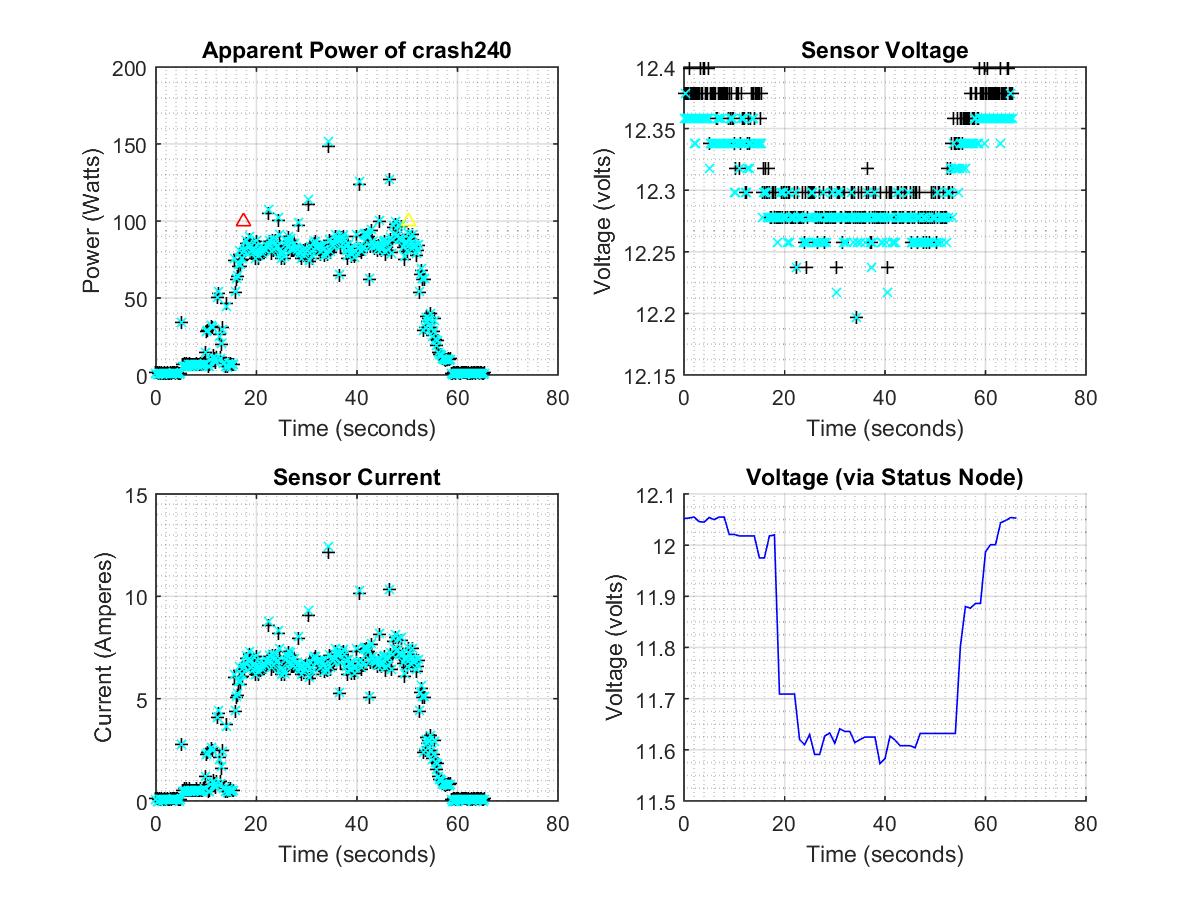 Apparent Power of crash240
200
150
100
50
0
Power (Watts)
0 20 40 60 80
Time (seconds)
Sensor Voltage
12.4
12.35
12.3
12.25
12.2
12.15
Voltage (volts)
0 20 40 60 80
Time (seconds)
Sensor Current
15
10
5
0
Current (Amperes)
0 20 40 60 80
Time (seconds)
Voltage (via Status Node)
12.1
12
11.9
11.8
11.7
11.6
11.5
Voltage (volts)
0 20 40 60 80
Time (seconds)